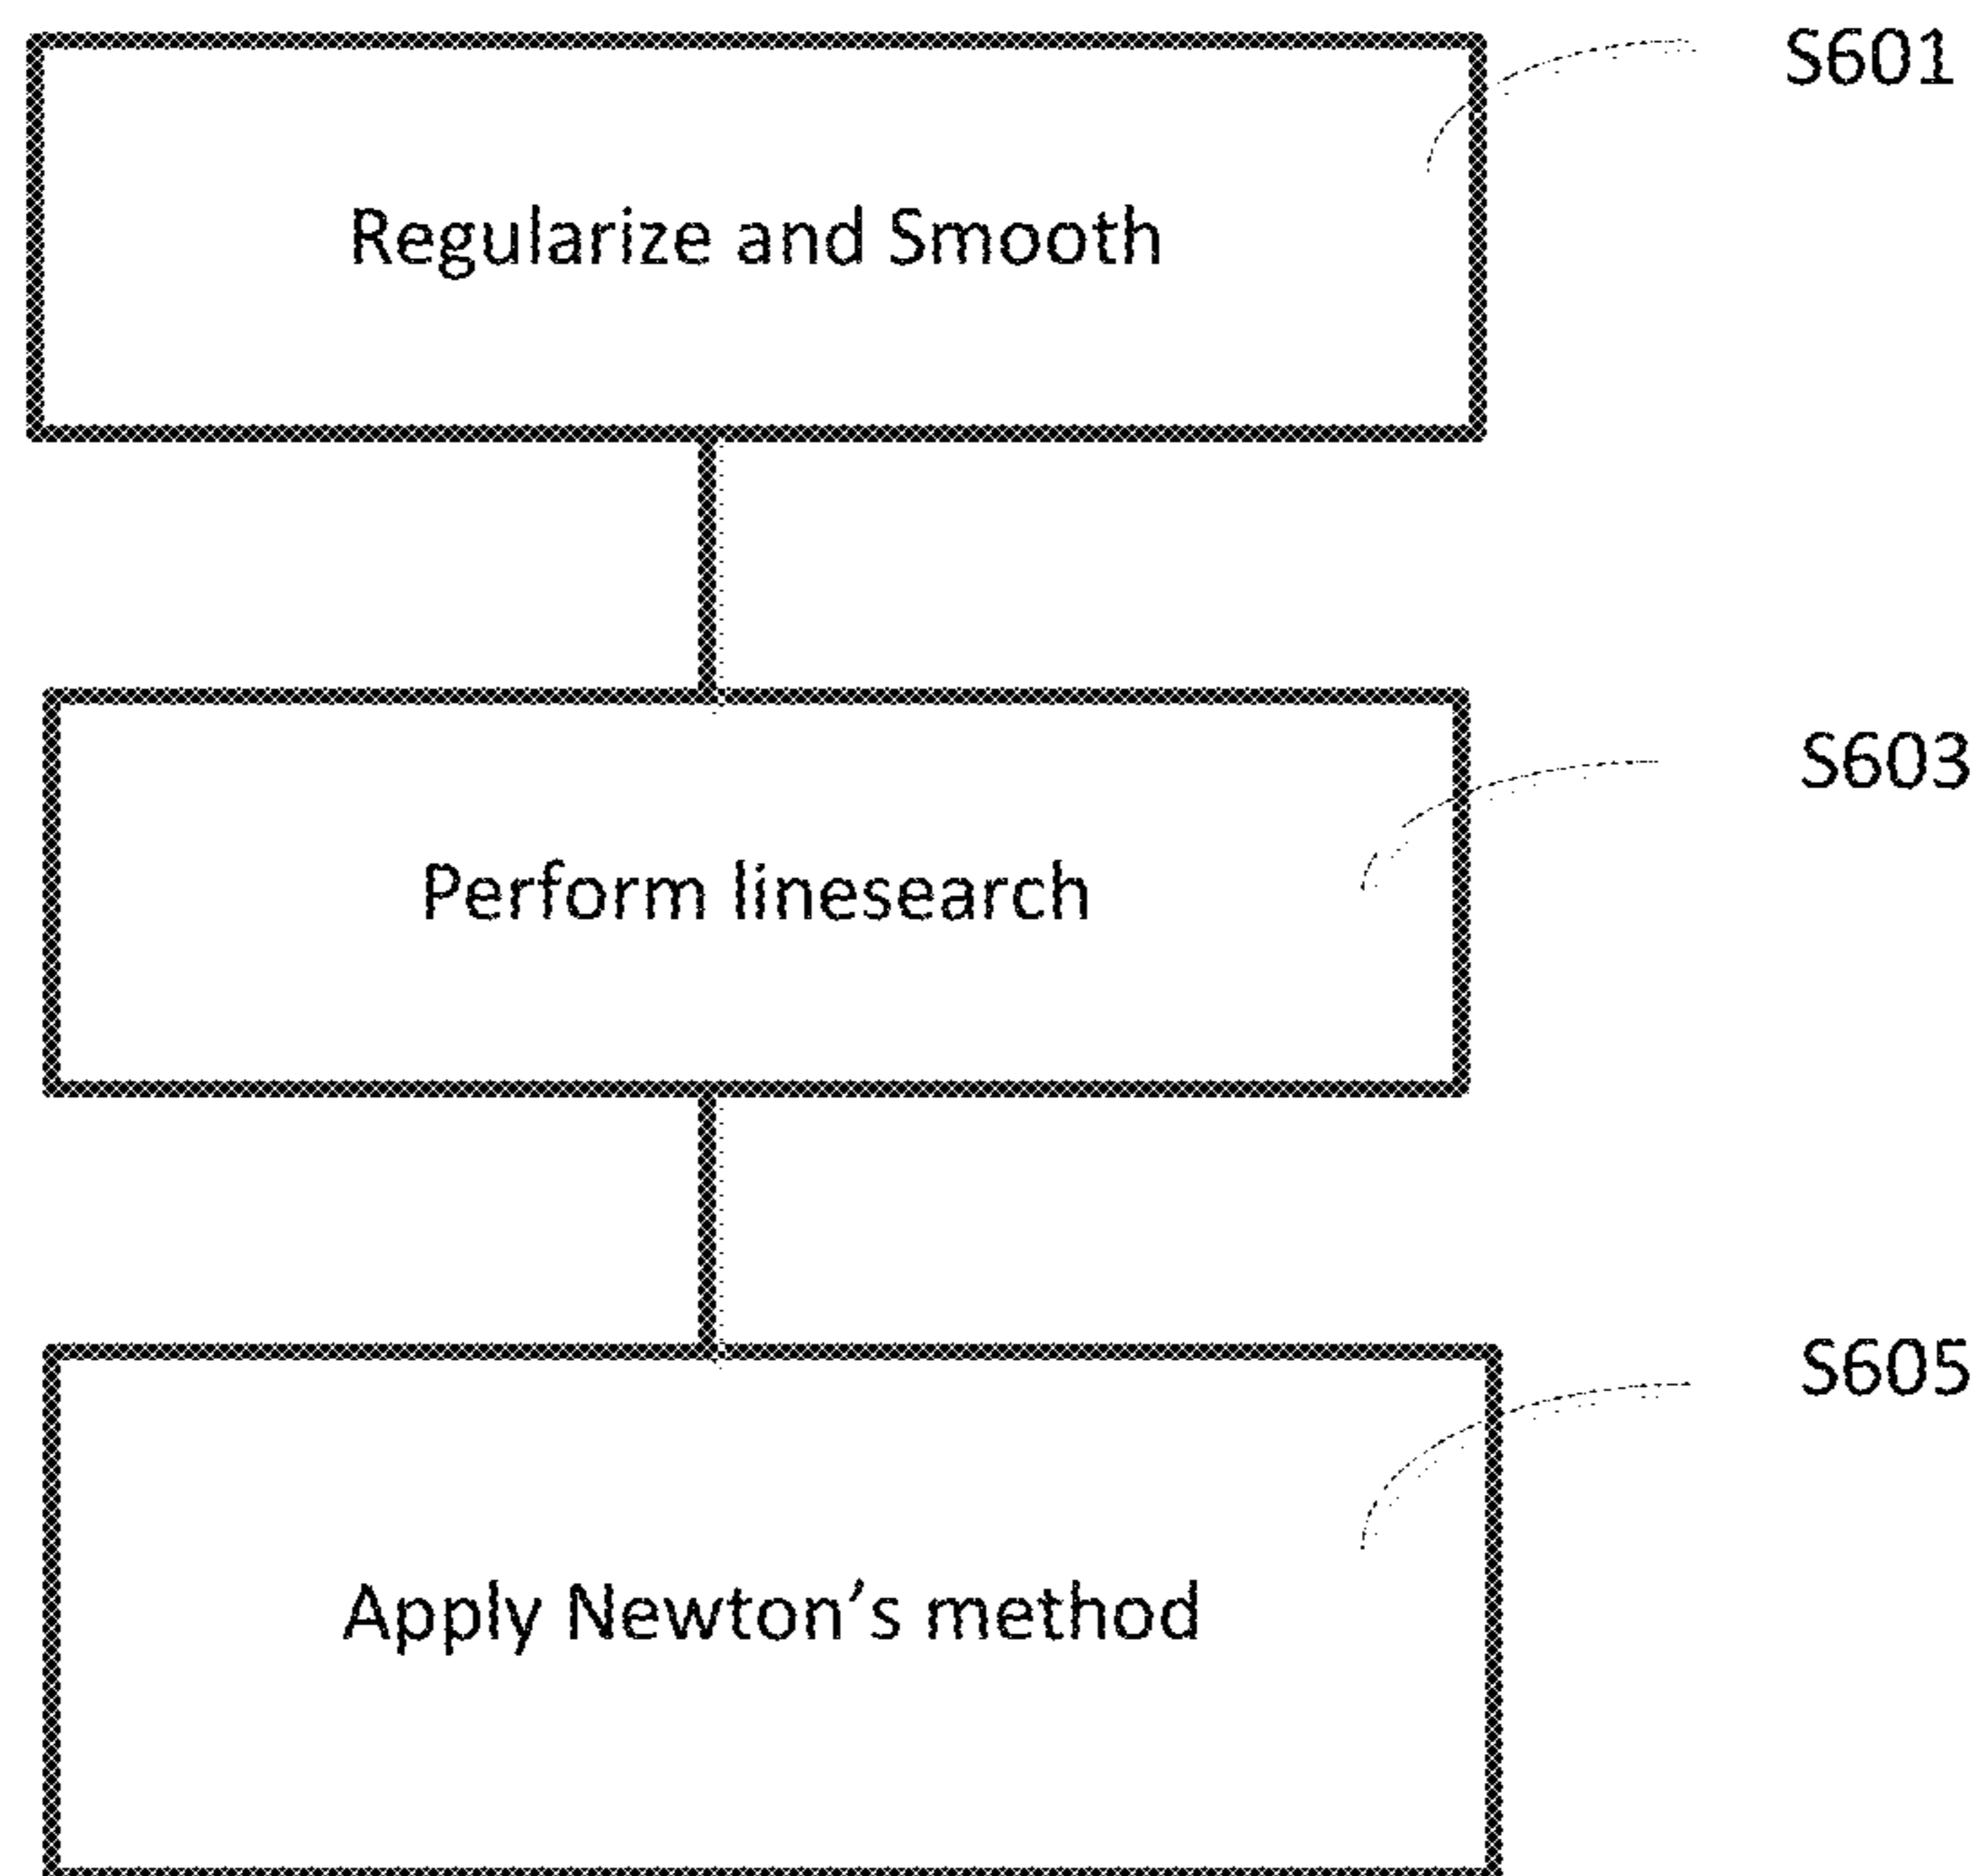 S601
Regularize and Smooth
S603
Perform linesearch
S605
Apply Newton’s method